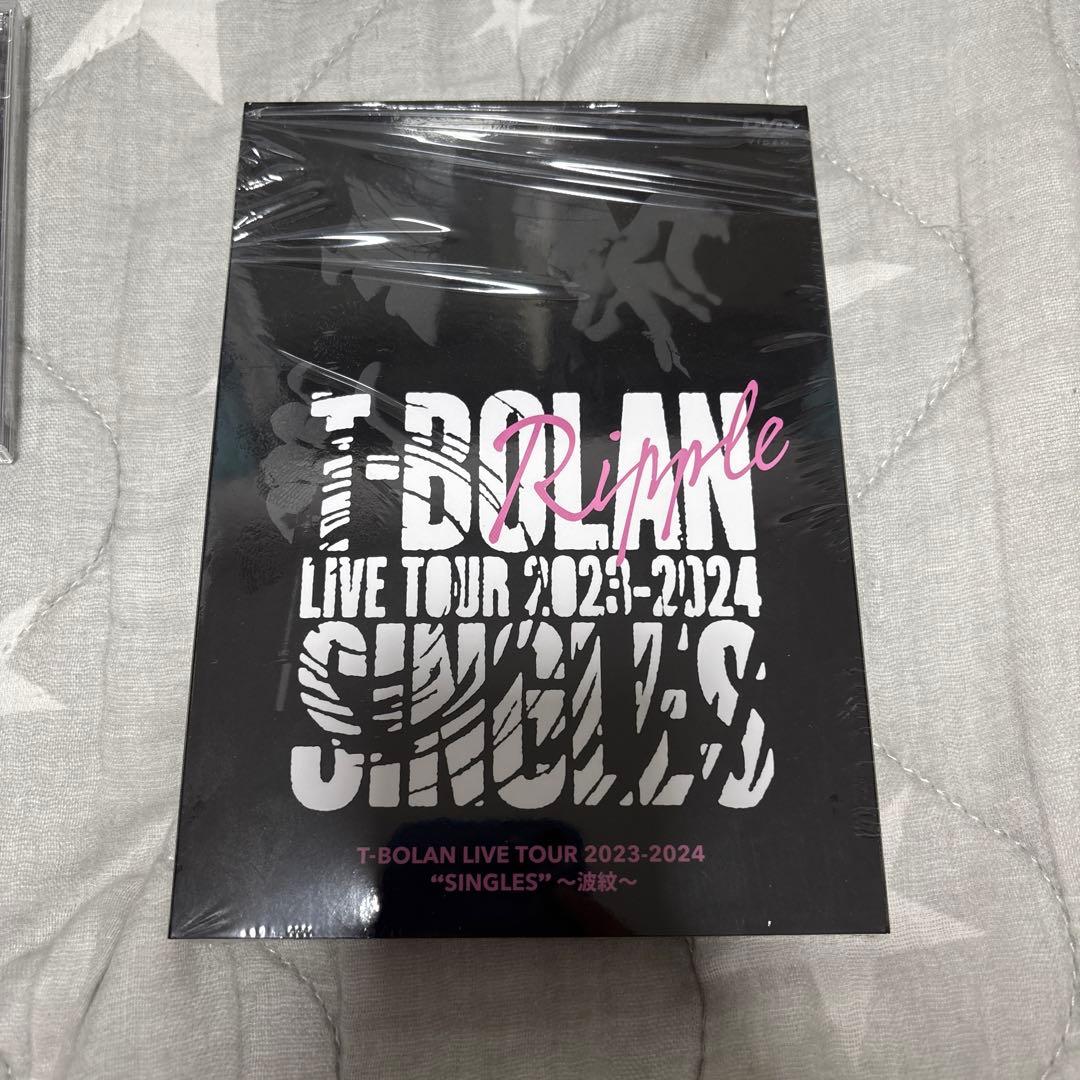 DVD
VIDEO
T-BOLAN
Ripple
LIVE TOUR 2023-2024
SINGLES
T-BOLAN LIVE TOUR 2023-2024
“SINGLES” ～波紋～